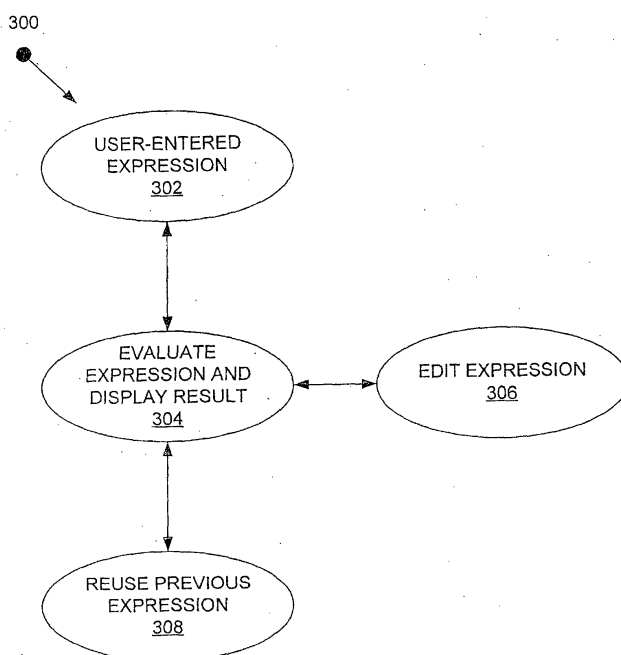 300
USER-ENTERED
EXPRESSION
302
EVALUATE
EXPRESSION AND
DISPLAY RESULT
304
EDIT EXPRESSION
306
REUSE PREVIOUS
EXPRESSION
308